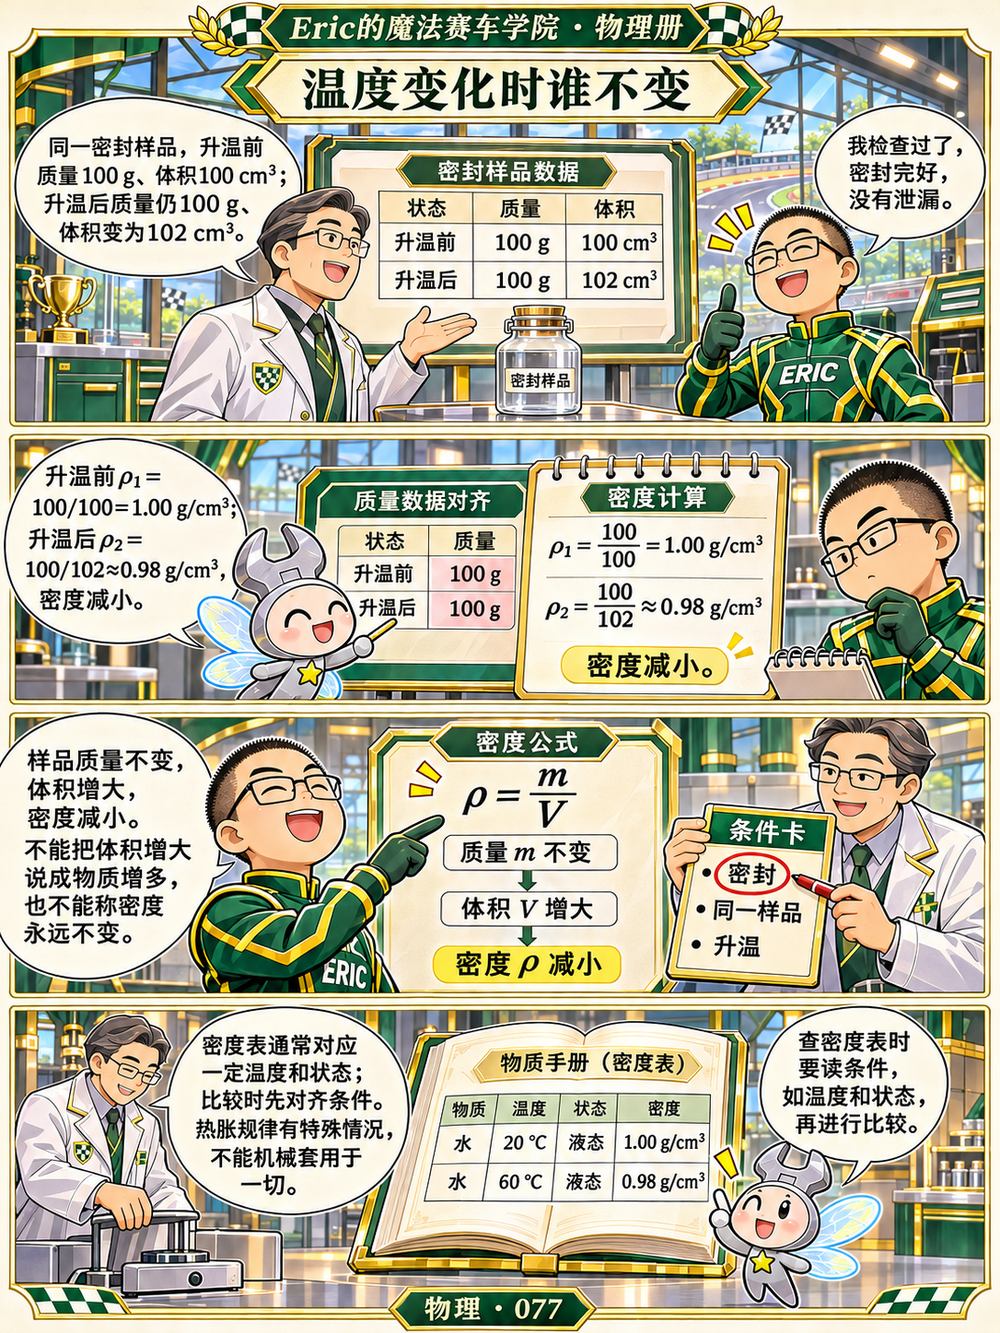 Eric的魔法赛车学院 · 物理册
温度变化时谁不变
同一密封样品，升温前
质量100 g、体积100 cm³；
升温后质量仍100 g、
体积变为102 cm³。
密封样品数据
状态 质量 体积
升温前 100 g 100 cm³
升温后 100 g 102 cm³
密封样品
我检查过了，
密封完好，
没有泄漏。
ERIC
升温前ρ₁=
100/100=1.00 g/cm³；
升温后ρ₂=
100/102≈0.98 g/cm³，
密度减小。
质量数据对齐
状态 质量
升温前 100 g
升温后 100 g
密度计算
ρ₁ = 100/100 = 1.00 g/cm³
ρ₂ = 100/102 ≈ 0.98 g/cm³
密度减小。
样品质量不变，
体积增大，
密度减小。
不能把体积增大
说成物质增多，
也不能称密度
永远不变。
ERIC
密度公式
ρ = m/V
质量 m 不变
体积 V 增大
密度 ρ 减小
条件卡
• 密封
• 同一样品
• 升温
密度表通常对应
一定温度和状态；
比较时先对齐条件。
热胀规律有特殊情况，
不能机械套用于
一切。
物质手册（密度表）
物质 温度 状态 密度
水 20 °C 液态 1.00 g/cm³
水 60 °C 液态 0.98 g/cm³
查密度表时
要读条件，
如温度和状态，
再进行比较。
物理 · 077